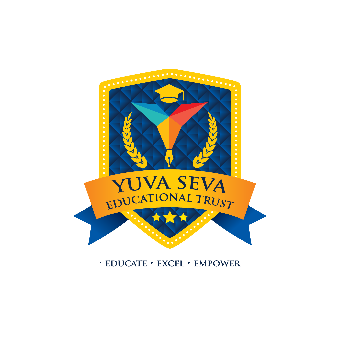 YUVA SEVA
EDUCATIONAL TRUST
• EDUCATE • EXCEL • EMPOWER